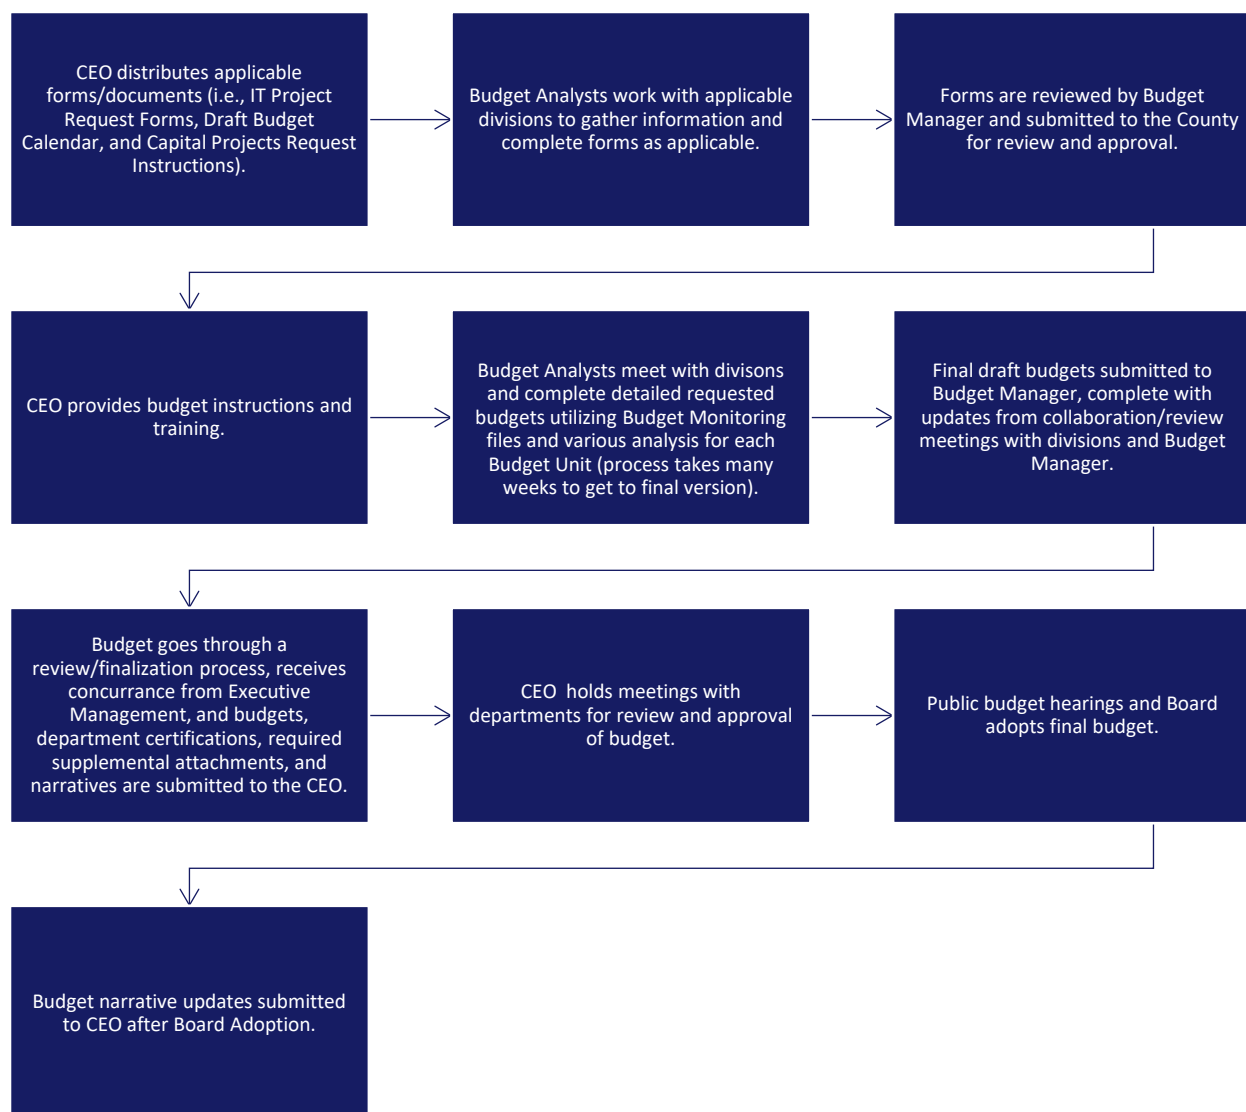 CEO distributes applicable
forms/documents (i.e., IT Project
Request Forms, Draft Budget
Calendar, and Capital Projects Request
Instructions).
Budget Analysts work with applicable
divisions to gather information and
complete forms as applicable.
Forms are reviewed by Budget
Manager and submitted to the County
for review and approval.
CEO provides budget instructions and
training.
Budget Analysts meet with divisons
and complete detailed requested
budgets utilizing Budget Monitoring
files and various analysis for each
Budget Unit (process takes many
weeks to get to final version).
Final draft budgets submitted to
Budget Manager, complete with
updates from collaboration/review
meetings with divisions and Budget
Manager.
Budget goes through a
review/finalization process, receives
concurrance from Executive
Management, and budgets,
department certifications, required
supplemental attachments, and
narratives are submitted to the CEO.
CEO  holds meetings with
departments for review and approval
of budget.
Public budget hearings and Board
adopts final budget.
Budget narrative updates submitted
to CEO after Board Adoption.